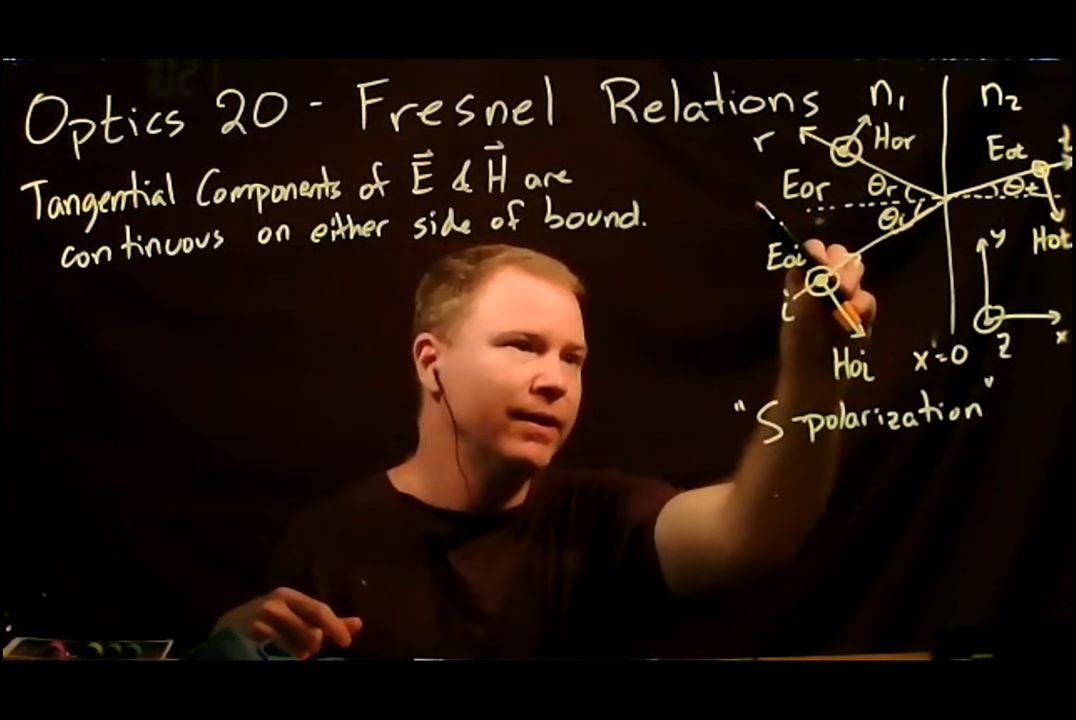 Optics 20 - Fresnel Relations
Tangential Components of E⃗ & H⃗ are
continuous on either side of bound.
n₁
n₂
r
Hor
Eot
t
Eor
θr
θt
θi
Eoi
y
Hot
i
Hoi
x=0
z
x
"S-polarization"